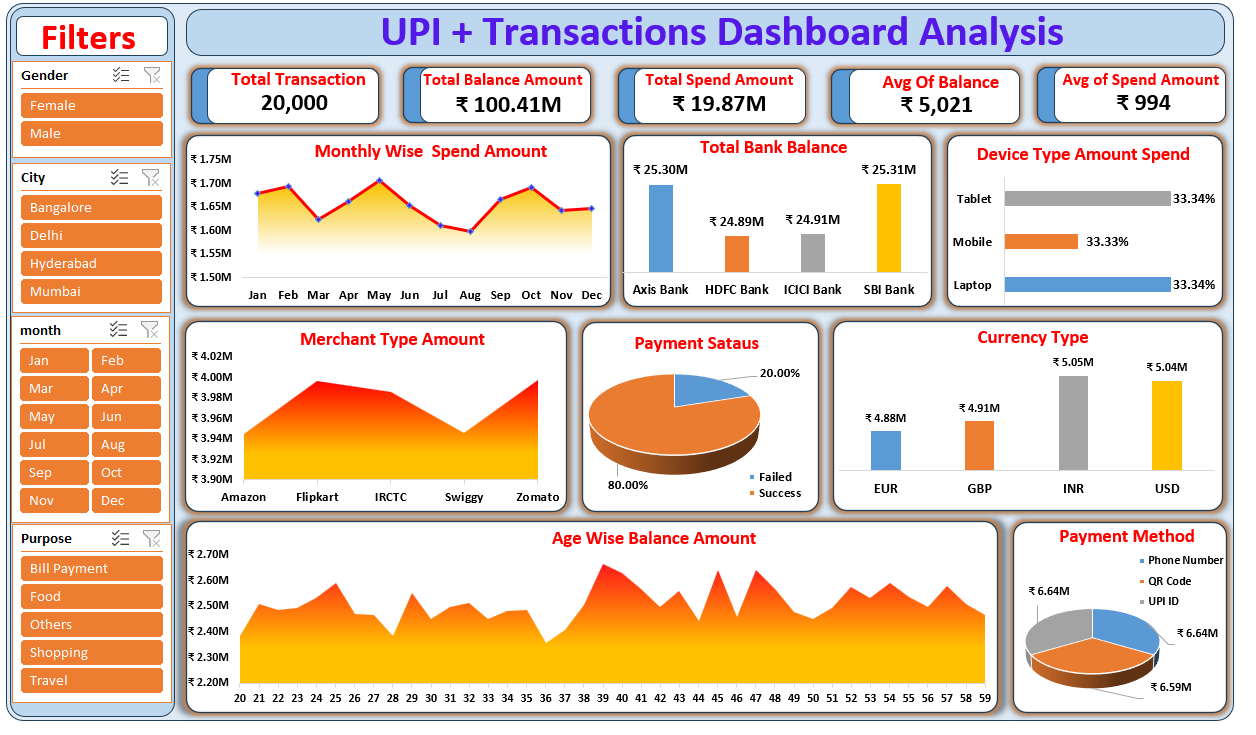 Filters
UPI + Transactions Dashboard Analysis
Gender
Female
Male
City
Bangalore
Delhi
Hyderabad
Mumbai
month
Jan Feb
Mar Apr
May Jun
Jul Aug
Sep Oct
Nov Dec
Purpose
Bill Payment
Food
Others
Shopping
Travel
Total Transaction
20,000
Total Balance Amount
₹ 100.41M
Total Spend Amount
₹ 19.87M
Avg Of Balance
₹ 5,021
Avg of Spend Amount
₹ 994
Monthly Wise Spend Amount
₹ 1.75M
₹ 1.70M
₹ 1.65M
₹ 1.60M
₹ 1.55M
₹ 1.50M
Jan Feb Mar Apr May Jun Jul Aug Sep Oct Nov Dec
Total Bank Balance
₹ 25.30M
₹ 24.89M
₹ 24.91M
₹ 25.31M
Axis Bank HDFC Bank ICICI Bank SBI Bank
Device Type Amount Spend
Tablet 33.34%
Mobile 33.33%
Laptop 33.34%
Merchant Type Amount
₹ 4.02M
₹ 4.00M
₹ 3.98M
₹ 3.96M
₹ 3.94M
₹ 3.92M
₹ 3.90M
Amazon Flipkart IRCTC Swiggy Zomato
Payment Sataus
20.00%
80.00%
Failed
Success
Currency Type
₹ 4.88M
₹ 4.91M
₹ 5.05M
₹ 5.04M
EUR GBP INR USD
Age Wise Balance Amount
₹ 2.70M
₹ 2.60M
₹ 2.50M
₹ 2.40M
₹ 2.30M
₹ 2.20M
20 21 22 23 24 25 26 27 28 29 30 31 32 33 35 34 36 37 38 39 40 41 42 43 44 45 46 47 48 49 50 51 52 53 54 55 56 57 58 59
Payment Method
Phone Number
QR Code
UPI ID
₹ 6.64M
₹ 6.64M
₹ 6.59M